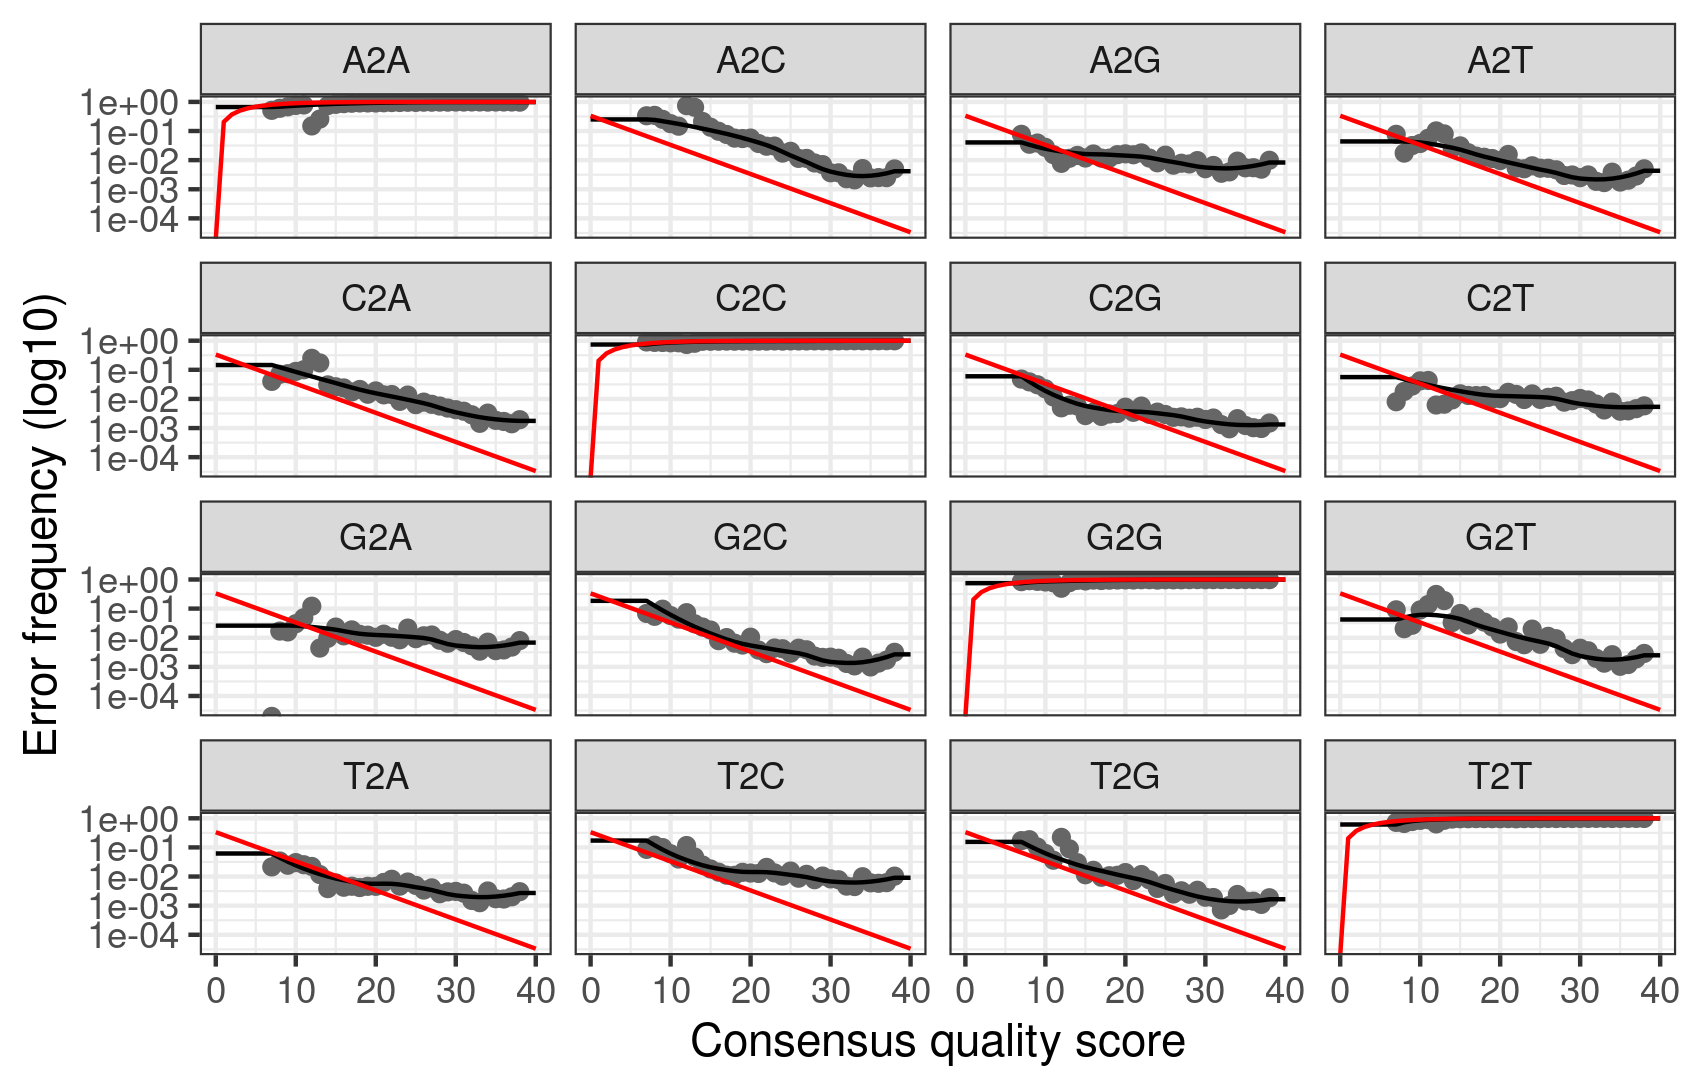 A2A A2C A2G A2T
1e+00
1e-01
1e-02
1e-03
1e-04
C2A C2C C2G C2T
1e+00
1e-01
1e-02
1e-03
1e-04
G2A G2C G2G G2T
1e+00
1e-01
1e-02
1e-03
1e-04
T2A T2C T2G T2T
1e+00
1e-01
1e-02
1e-03
1e-04
0 10 20 30 40 0 10 20 30 40 0 10 20 30 40 0 10 20 30 40
Consensus quality score
Error frequency (log10)